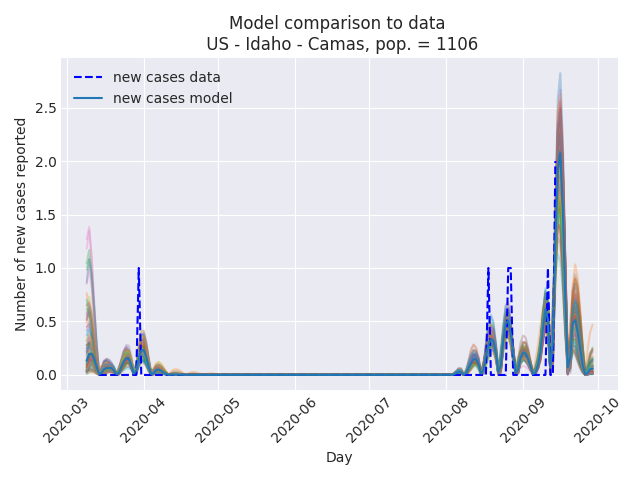 Model comparison to data
US - Idaho - Camas, pop. = 1106
new cases data
new cases model
Number of new cases reported
2.5
2.0
1.5
1.0
0.5
0.0
2020-03
2020-04
2020-05
2020-06
2020-07
2020-08
2020-09
2020-10
Day